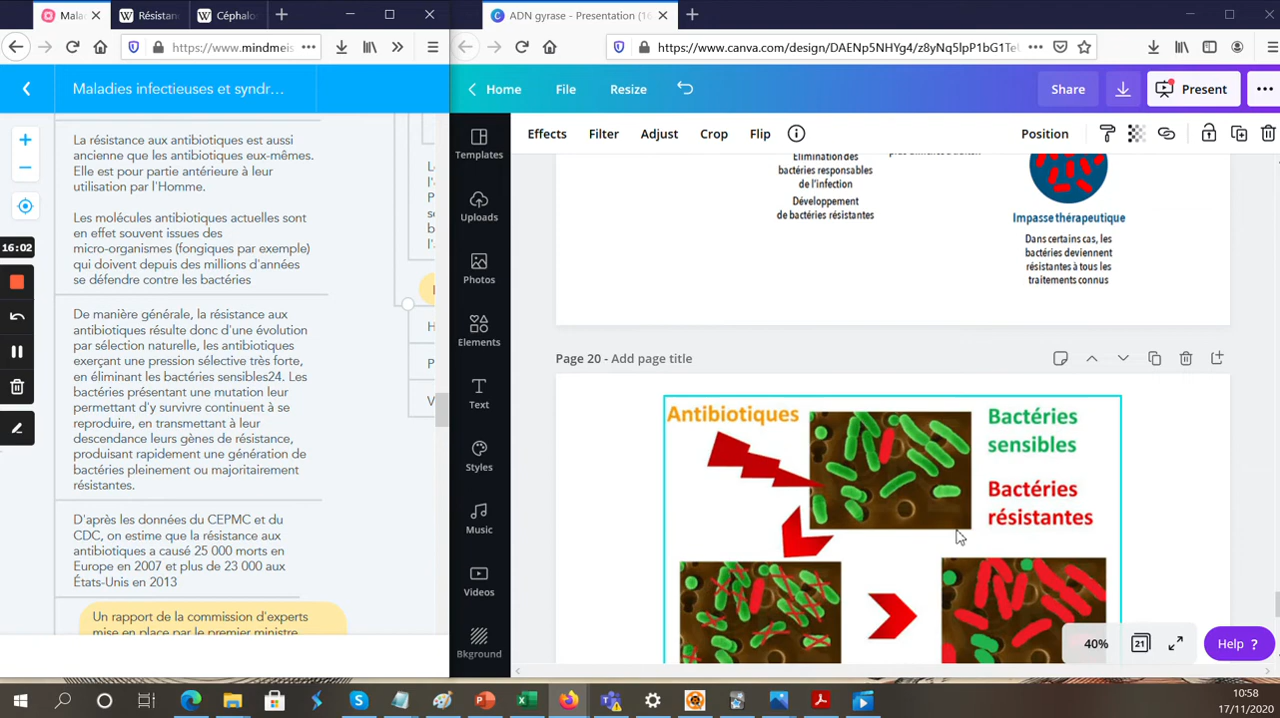 Malac
Résistanc
Céphalo
https://www.mindmeis
Maladies infectieuses et syndr...
La résistance aux antibiotiques est aussi
ancienne que les antibiotiques eux-mêmes.
Elle est pour partie antérieure à leur
utilisation par l'Homme.
Les molécules antibiotiques actuelles sont
en effet souvent issues des
micro-organismes (fongiques par exemple)
qui doivent depuis des millions d'années
se défendre contre les bactéries
De manière générale, la résistance aux
antibiotiques résulte donc d'une évolution
par sélection naturelle, les antibiotiques
exerçant une pression sélective très forte,
en éliminant les bactéries sensibles24. Les
bactéries présentant une mutation leur
permettant d'y survivre continuent à se
reproduire, en transmettant à leur
descendance leurs gènes de résistance,
produisant rapidement une génération de
bactéries pleinement ou majoritairement
résistantes.
D'après les données du CEPMC et du
CDC, on estime que la résistance aux
antibiotiques a causé 25 000 morts en
Europe en 2007 et plus de 23 000 aux
États-Unis en 2013
Un rapport de la commission d'experts
mise en place par le premier ministre
16:02
ADN gyrase - Presentation (16
https://www.canva.com/design/DAENp5NHYg4/z8yNq5lpP1bG1Tel
Home
File
Resize
Share
Present
Effects
Filter
Adjust
Crop
Flip
Position
Templates
Uploads
Photos
Elements
Text
Styles
Music
Videos
Bkground
Elimination des
bactéries responsables
de l'infection
Développement
de bactéries résistantes
Impasse thérapeutique
Dans certains cas, les
bactéries deviennent
résistantes à tous les
traitements connus
Page 20 - Add page title
Antibiotiques
Bactéries
sensibles
Bactéries
résistantes
40%
21
Help ?
10:58
17/11/2020